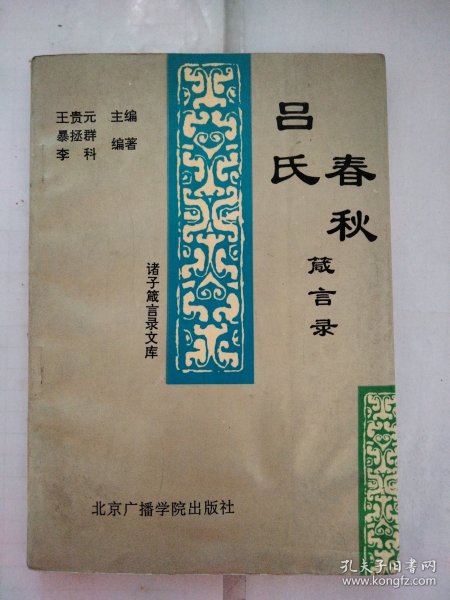 吕氏
春秋
箴言录
王贵元 主编
暴拯群
李科 编著
诸子箴言录文库
北京广播学院出版社
孔夫子旧书网
www.kongfz.com